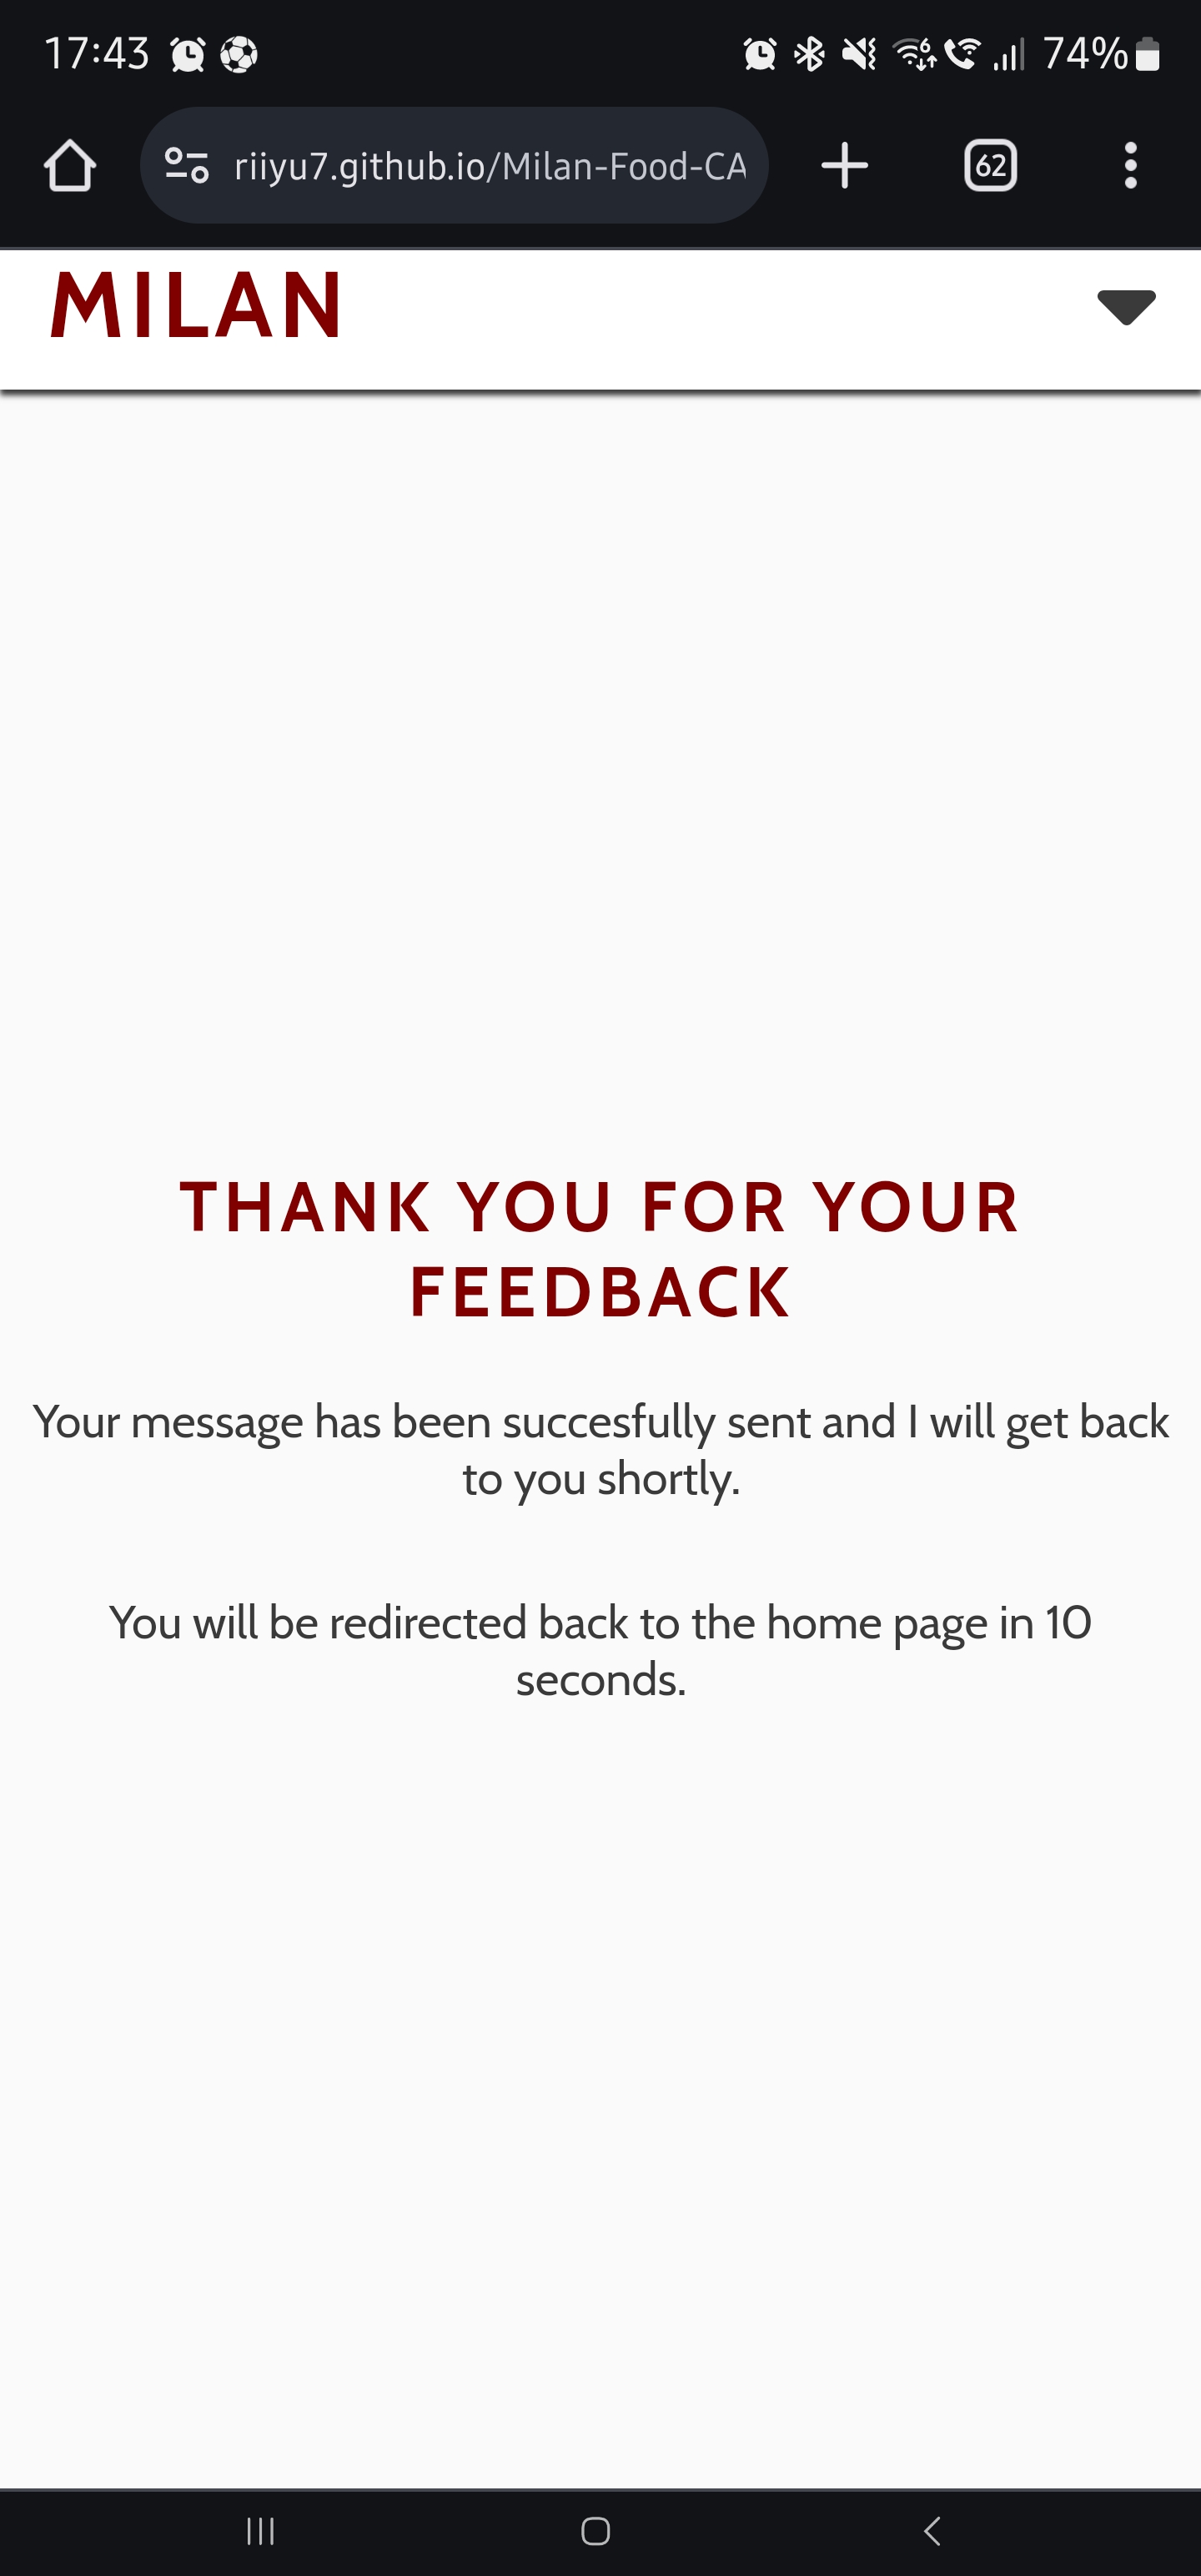 17:43
74%
riiyu7.github.io/Milan-Food-CA
62
MILAN
THANK YOU FOR YOUR
FEEDBACK
Your message has been succesfully sent and I will get back
to you shortly.
You will be redirected back to the home page in 10
seconds.